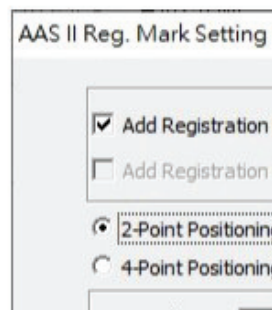 AAS II Reg. Mark Setting
Add Registration
Add Registration
2-Point Positioning
4-Point Positioning